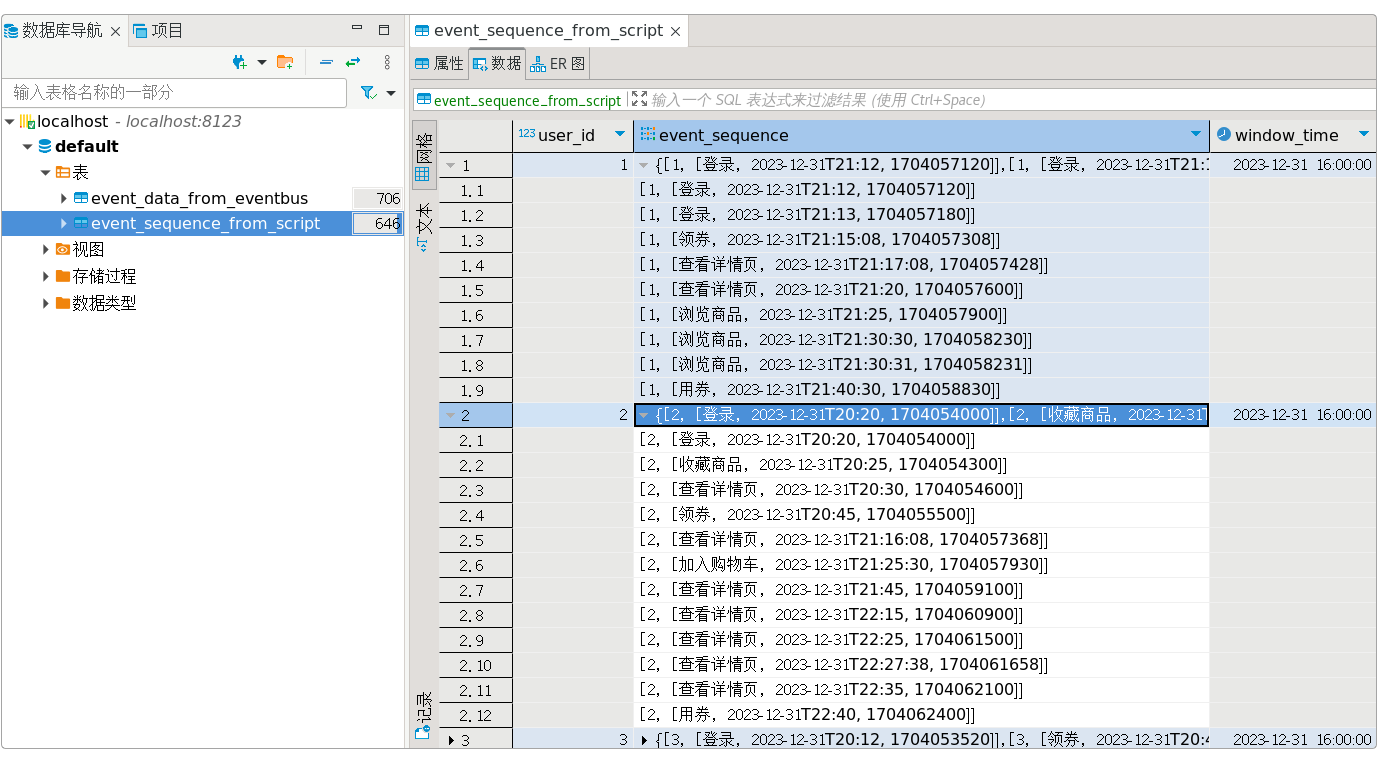 数据库导航
项目
输入表格名称的一部分
localhost - localhost:8123
default
表
event_data_from_eventbus 706
event_sequence_from_script 646
视图
存储过程
数据类型
event_sequence_from_script
属性 数据 ER 图
event_sequence_from_script 输入一个 SQL 表达式来过滤结果 (使用 Ctrl+Space)
网格
文本
记录
123 user_id event_sequence window_time
1 1 {[1, [登录, 2023-12-31T21:12, 1704057120]],[1, [登录, 2023-12-31T21:1 2023-12-31 16:00:00
1.1 [1, [登录, 2023-12-31T21:12, 1704057120]]
1.2 [1, [登录, 2023-12-31T21:13, 1704057180]]
1.3 [1, [领券, 2023-12-31T21:15:08, 1704057308]]
1.4 [1, [查看详情页, 2023-12-31T21:17:08, 1704057428]]
1.5 [1, [查看详情页, 2023-12-31T21:20, 1704057600]]
1.6 [1, [浏览商品, 2023-12-31T21:25, 1704057900]]
1.7 [1, [浏览商品, 2023-12-31T21:30:30, 1704058230]]
1.8 [1, [浏览商品, 2023-12-31T21:30:31, 1704058231]]
1.9 [1, [用券, 2023-12-31T21:40:30, 1704058830]]
2 2 {[2, [登录, 2023-12-31T20:20, 1704054000]],[2, [收藏商品, 2023-12-31T 2023-12-31 16:00:00
2.1 [2, [登录, 2023-12-31T20:20, 1704054000]]
2.2 [2, [收藏商品, 2023-12-31T20:25, 1704054300]]
2.3 [2, [查看详情页, 2023-12-31T20:30, 1704054600]]
2.4 [2, [领券, 2023-12-31T20:45, 1704055500]]
2.5 [2, [查看详情页, 2023-12-31T21:16:08, 1704057368]]
2.6 [2, [加入购物车, 2023-12-31T21:25:30, 1704057930]]
2.7 [2, [查看详情页, 2023-12-31T21:45, 1704059100]]
2.8 [2, [查看详情页, 2023-12-31T22:15, 1704060900]]
2.9 [2, [查看详情页, 2023-12-31T22:25, 1704061500]]
2.10 [2, [查看详情页, 2023-12-31T22:27:38, 1704061658]]
2.11 [2, [查看详情页, 2023-12-31T22:35, 1704062100]]
2.12 [2, [用券, 2023-12-31T22:40, 1704062400]]
3 3 {[3, [登录, 2023-12-31T20:12, 1704053520]],[3, [领券, 2023-12-31T20:4 2023-12-31 16:00:00